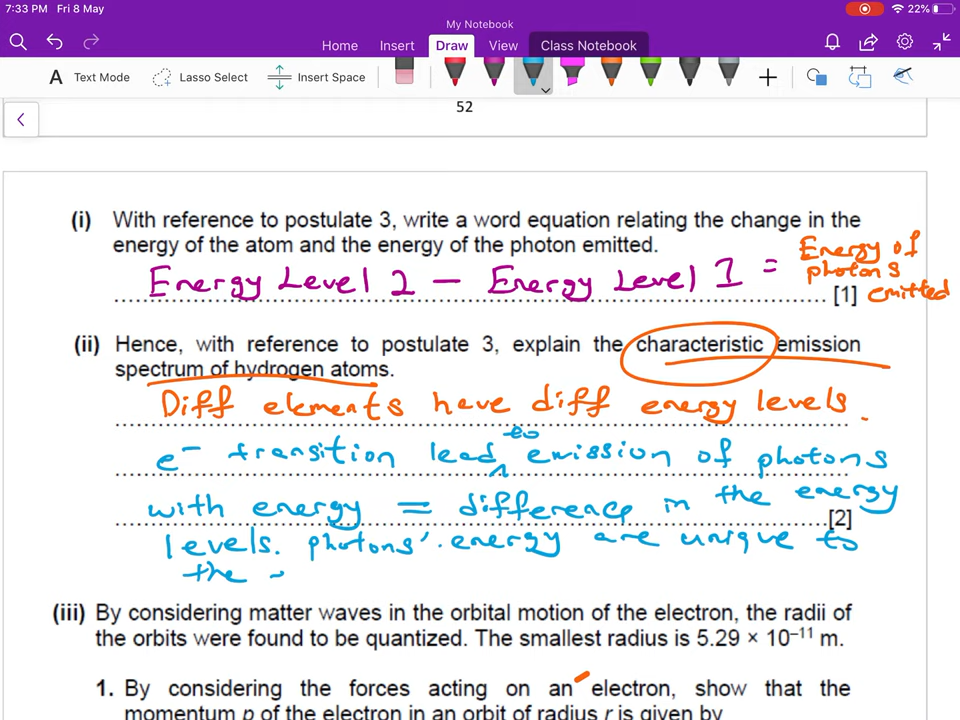 7:33 PM Fri 8 May
22%
My Notebook
Home Insert Draw View Class Notebook
A Text Mode Lasso Select Insert Space
52
(i) With reference to postulate 3, write a word equation relating the change in the
energy of the atom and the energy of the photon emitted.
Energy Level 2 – Energy Level 1 = Energy of
photons
emitted
[1]
(ii) Hence, with reference to postulate 3, explain the characteristic emission
spectrum of hydrogen atoms.
Diff elements have diff energy levels.
e⁻ transition lead to emission of photons
with energy = difference in the energy
[2]
levels. photons'. energy are unique to
the
(iii) By considering matter waves in the orbital motion of the electron, the radii of
the orbits were found to be quantized. The smallest radius is 5.29 × 10⁻¹¹ m.
1. By considering the forces acting on an electron, show that the
momentum p of the electron in an orbit of radius r is given by